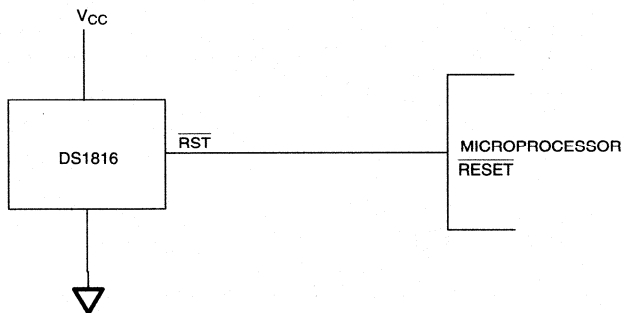 VCC
DS1816
RST
MICROPROCESSOR
RESET